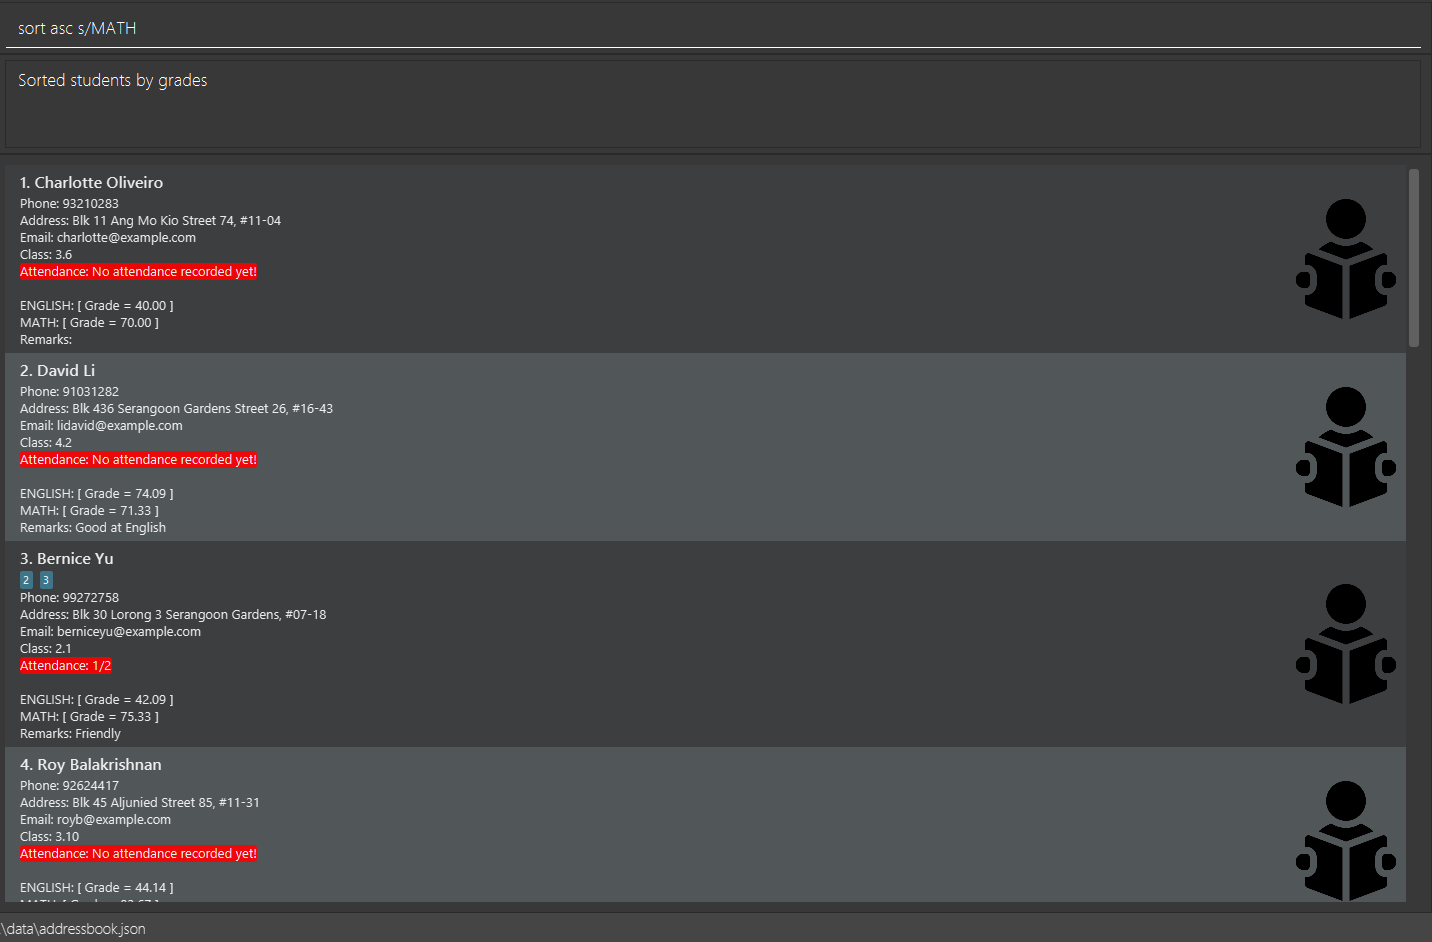 sort asc s/MATH
Sorted students by grades
1. Charlotte Oliveiro
Phone: 93210283
Address: Blk 11 Ang Mo Kio Street 74, #11-04
Email: charlotte@example.com
Class: 3.6
Attendance: No attendance recorded yet!
ENGLISH: [ Grade = 40.00 ]
MATH: [ Grade = 70.00 ]
Remarks:
2. David Li
Phone: 91031282
Address: Blk 436 Serangoon Gardens Street 26, #16-43
Email: lidavid@example.com
Class: 4.2
Attendance: No attendance recorded yet!
ENGLISH: [ Grade = 74.09 ]
MATH: [ Grade = 71.33 ]
Remarks: Good at English
3. Bernice Yu
2 3
Phone: 99272758
Address: Blk 30 Lorong 3 Serangoon Gardens, #07-18
Email: berniceyu@example.com
Class: 2.1
Attendance: 1/2
ENGLISH: [ Grade = 42.09 ]
MATH: [ Grade = 75.33 ]
Remarks: Friendly
4. Roy Balakrishnan
Phone: 92624417
Address: Blk 45 Aljunied Street 85, #11-31
Email: royb@example.com
Class: 3.10
Attendance: No attendance recorded yet!
ENGLISH: [ Grade = 44.14 ]
MATH: [ Grade =
\data\addressbook.json